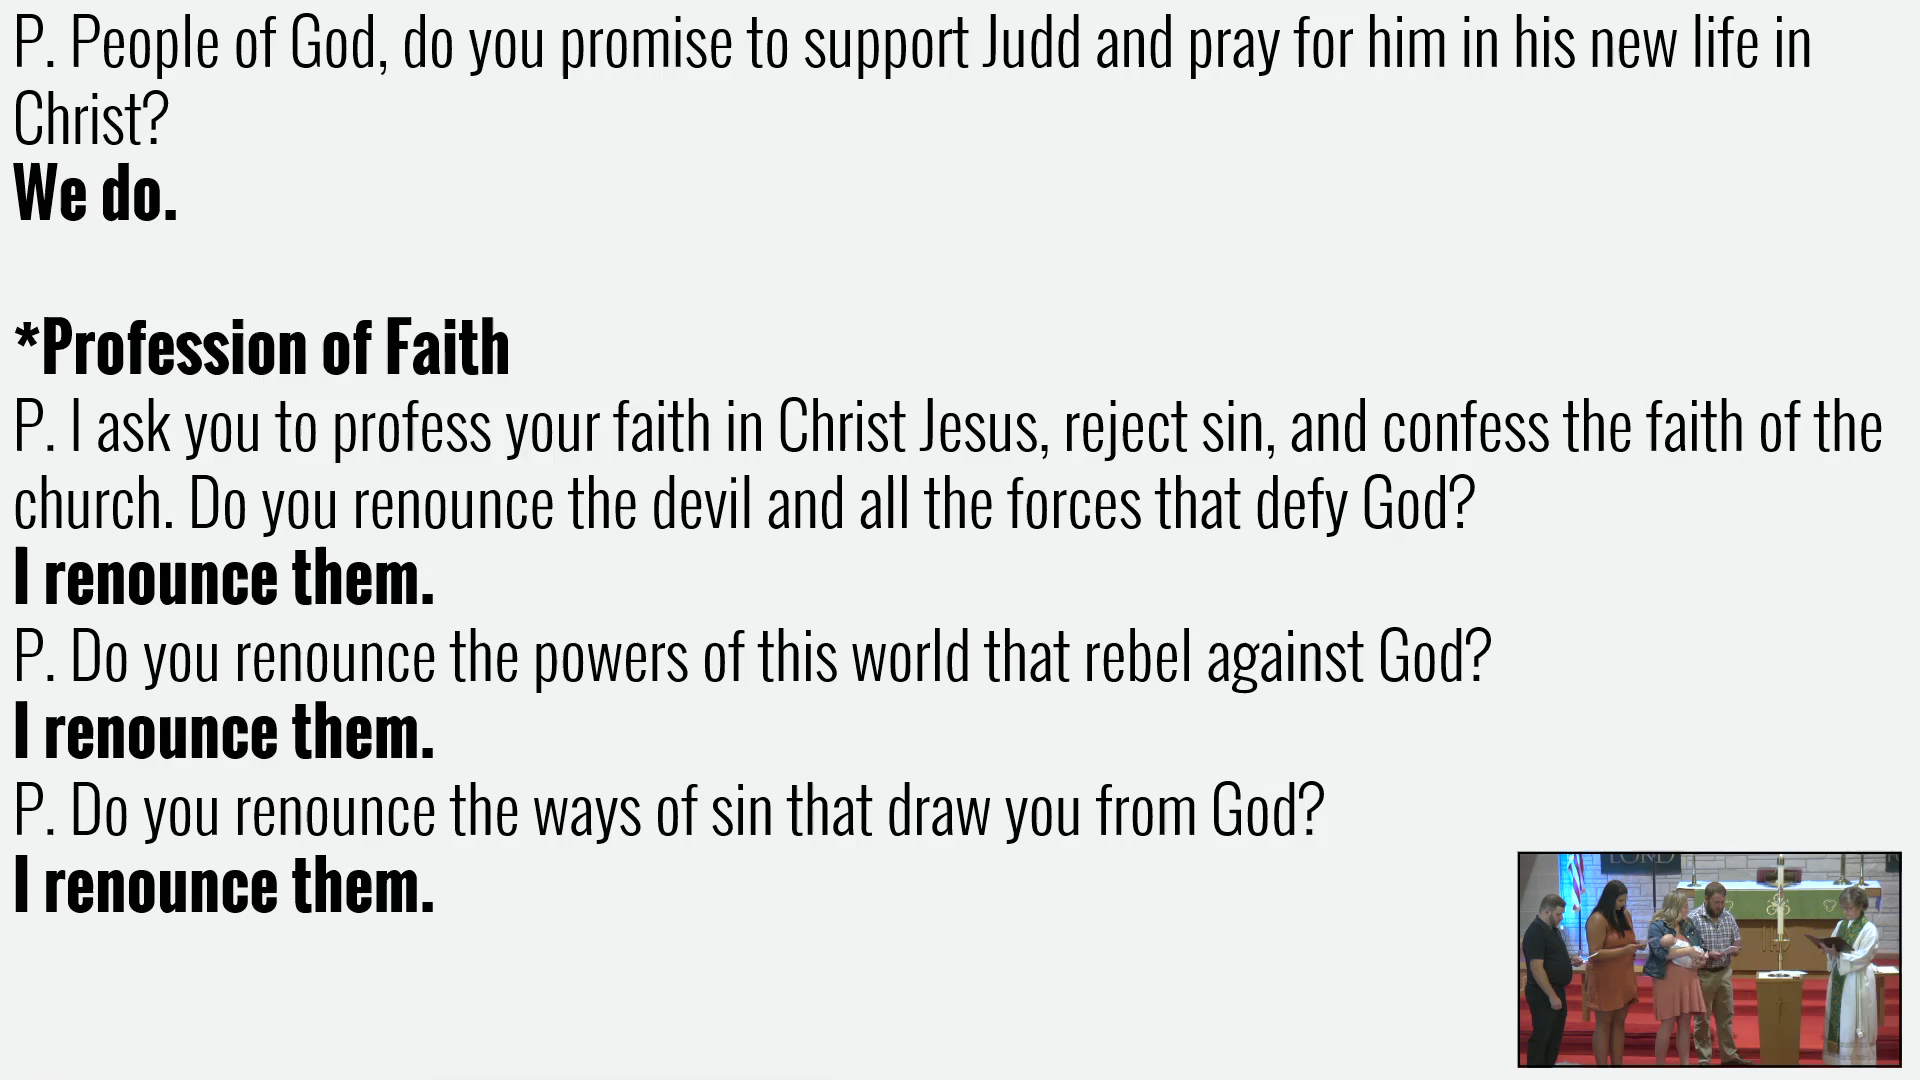 P. People of God, do you promise to support Judd and pray for him in his new life in
Christ?
We do.
*Profession of Faith
P. I ask you to profess your faith in Christ Jesus, reject sin, and confess the faith of the
church. Do you renounce the devil and all the forces that defy God?
I renounce them.
P. Do you renounce the powers of this world that rebel against God?
I renounce them.
P. Do you renounce the ways of sin that draw you from God?
I renounce them.
LORD